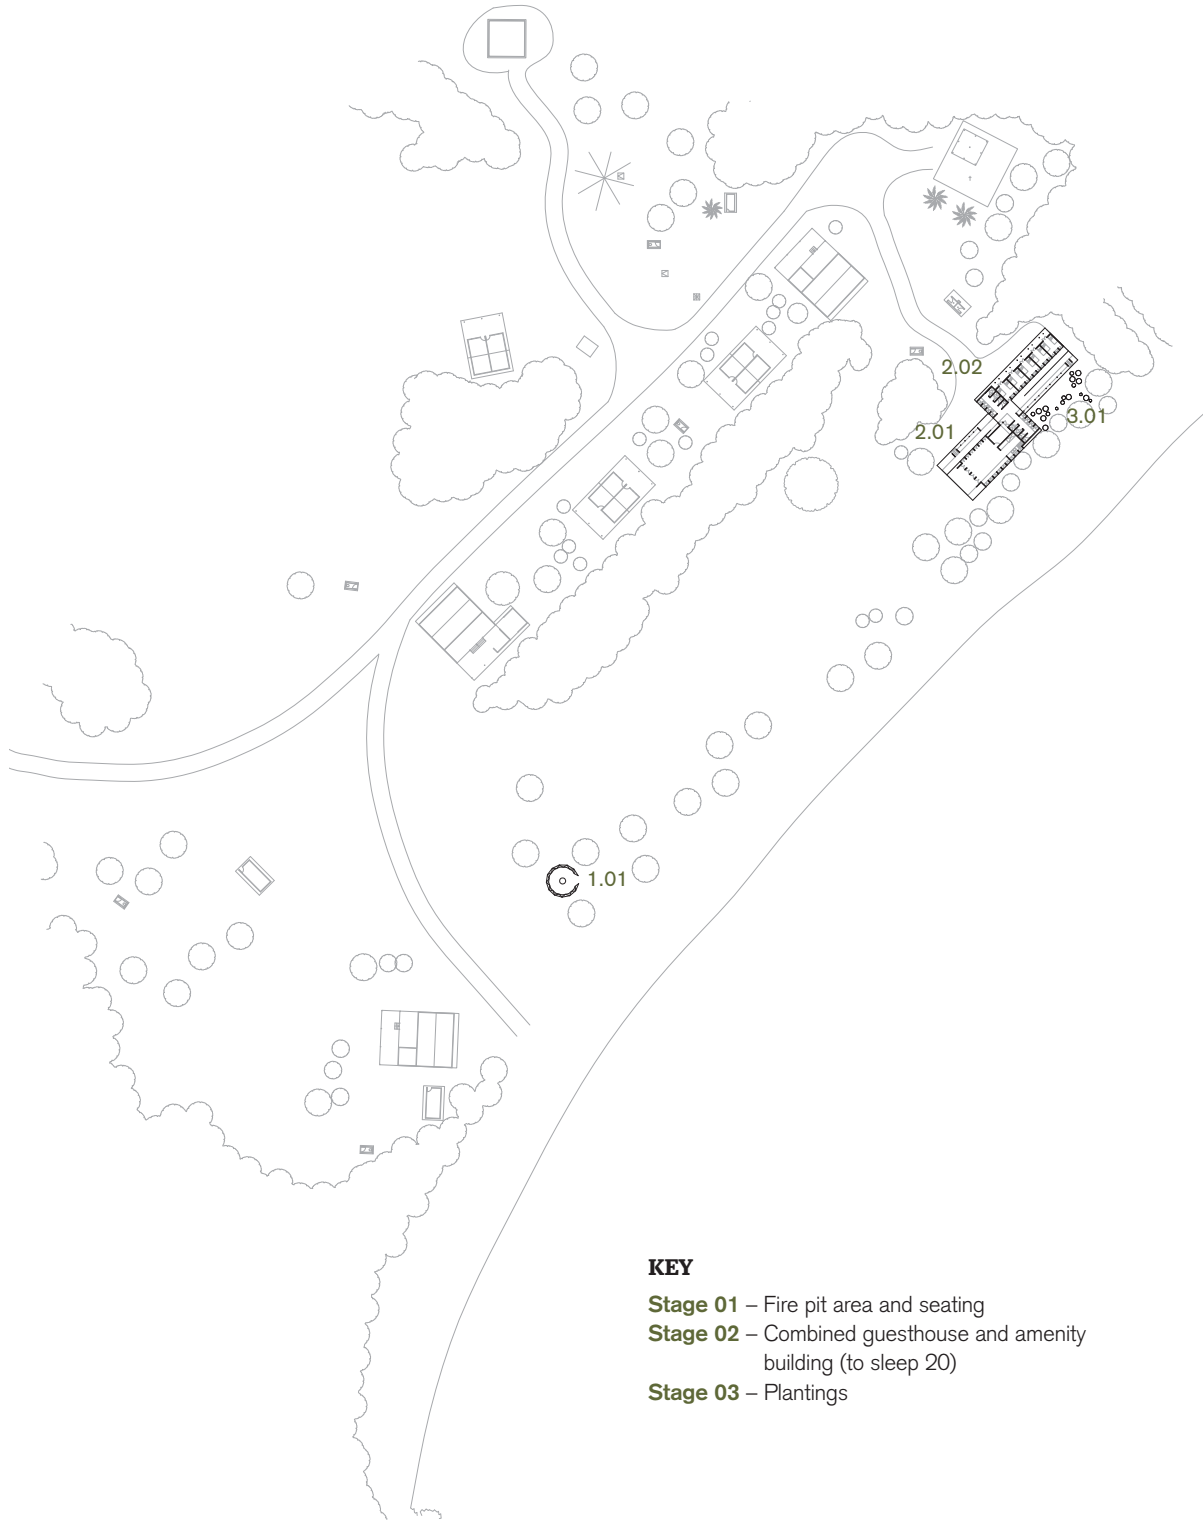 2.02
3.01
2.01
1.01
KEY
Stage 01 – Fire pit area and seating
Stage 02 – Combined guesthouse and amenity
building (to sleep 20)
Stage 03 – Plantings